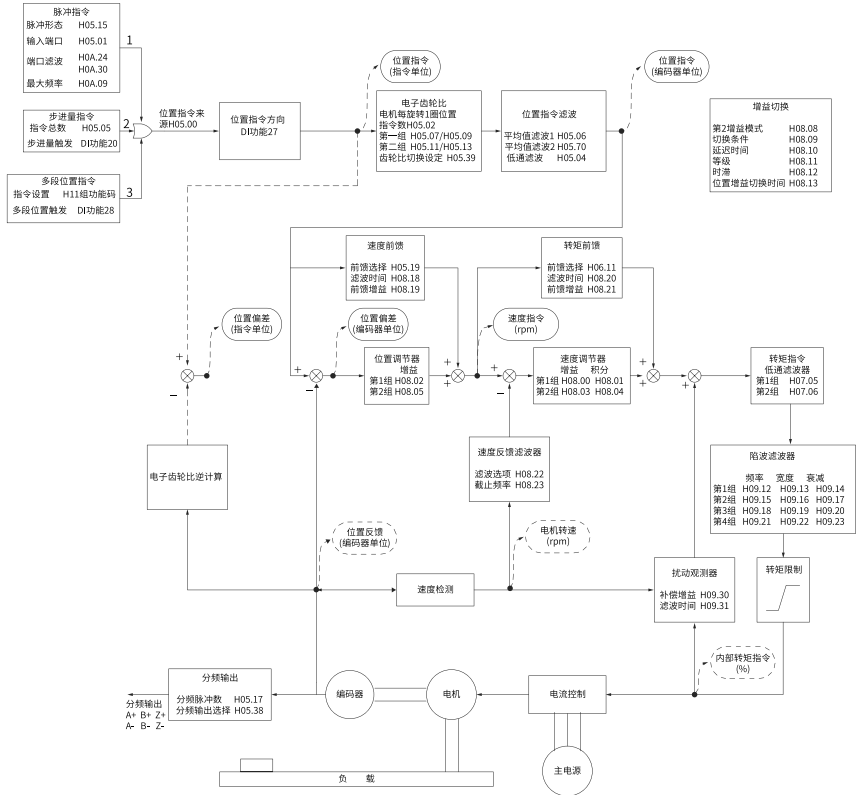 脉冲指令
脉冲形态 H05.15
输入端口 H05.01
端口滤波 H0A.24
H0A.30
最大频率 H0A.09
1
步进量指令
指令总数 H05.05
步进量触发 DI功能20
2
多段位置指令
指令设置 H11组功能码
多段位置触发 DI功能28
3
位置指令来
源H05.00
位置指令方向
DI功能27
位置指令
(指令单位)
电子齿轮比
电机每旋转1圈位置
指令数H05.02
第一组 H05.07/H05.09
第二组 H05.11/H05.13
齿轮比切换设定 H05.39
位置指令滤波
平均值滤波1 H05.06
平均值滤波2 H05.70
低通滤波 H05.04
位置指令
(编码器单位)
增益切换
第2增益模式 H08.08
切换条件 H08.09
延迟时间 H08.10
等级 H08.11
时滞 H08.12
位置增益切换时间 H08.13
速度前馈
前馈选择 H05.19
滤波时间 H08.18
前馈增益 H08.19
转矩前馈
前馈选择 H06.11
滤波时间 H08.20
前馈增益 H08.21
位置偏差
(指令单位)
位置偏差
(编码器单位)
速度指令
(rpm)
+
−
+
−
位置调节器
增益
第1组 H08.02
第2组 H08.05
+
+
+
−
速度调节器
增益 积分
第1组 H08.00 H08.01
第2组 H08.03 H08.04
+
+
+
转矩指令
低通滤波器
第1组 H07.05
第2组 H07.06
电子齿轮比逆计算
速度反馈滤波器
滤波选项 H08.22
截止频率 H08.23
陷波滤波器
频率 宽度 衰减
第1组 H09.12 H09.13 H09.14
第2组 H09.15 H09.16 H09.17
第3组 H09.18 H09.19 H09.20
第4组 H09.21 H09.22 H09.23
位置反馈
(编码器单位)
电机转速
(rpm)
速度检测
扰动观测器
补偿增益 H09.30
滤波时间 H09.31
转矩限制
内部转矩指令
(%)
分频输出
A+ B+ Z+
A- B- Z-
分频输出
分频脉冲数 H05.17
分频输出选择 H05.38
编码器
电机
电流控制
主电源
负 载